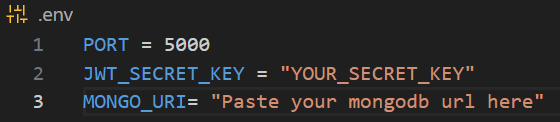 .env
1 PORT = 5000
2 JWT_SECRET_KEY = "YOUR_SECRET_KEY"
3 MONGO_URI= "Paste your mongodb url here"